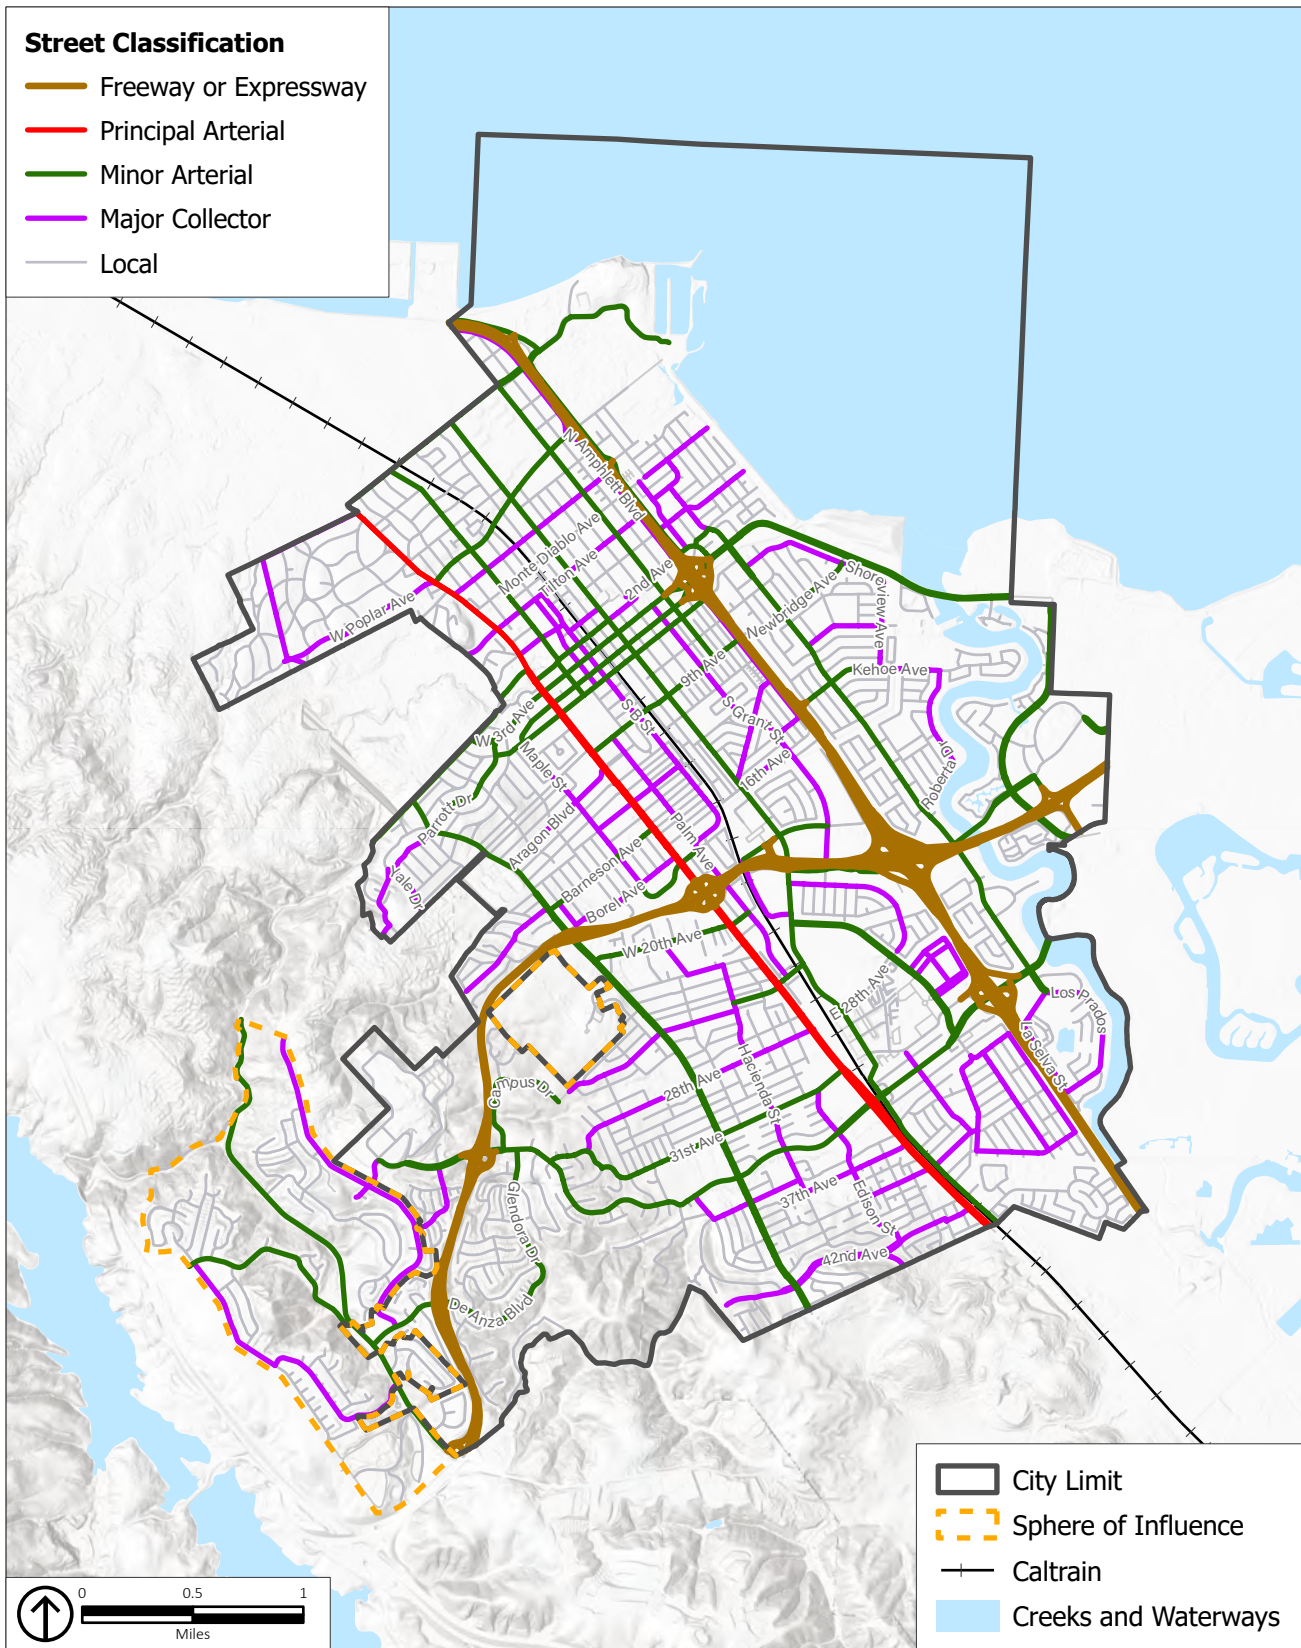 Street Classification
Freeway or Expressway
Principal Arterial
Minor Arterial
Major Collector
Local
N Amphlett Blvd
Monte Diablo Ave
Tilton Ave
2nd Ave
Newbridge Ave
Shoreview Ave
W Poplar Ave
Kehoe Ave
9th Ave
S Grant St
S B St
W 3rd Ave
Maple St
16th Ave
Roberta Dr
Parrott Dr
Aragon Blvd
Palm Ave
Barneson Ave
Yale Dr
Borel Ave
W 20th Ave
E 28th Ave
Los Prados
La Selva St
Hacienda St
Campus Dr
28th Ave
31st Ave
Glendora Dr
37th Ave
Edison St
42nd Ave
De Anza Blvd
City Limit
Sphere of Influence
Caltrain
Creeks and Waterways
0 0.5 1
Miles